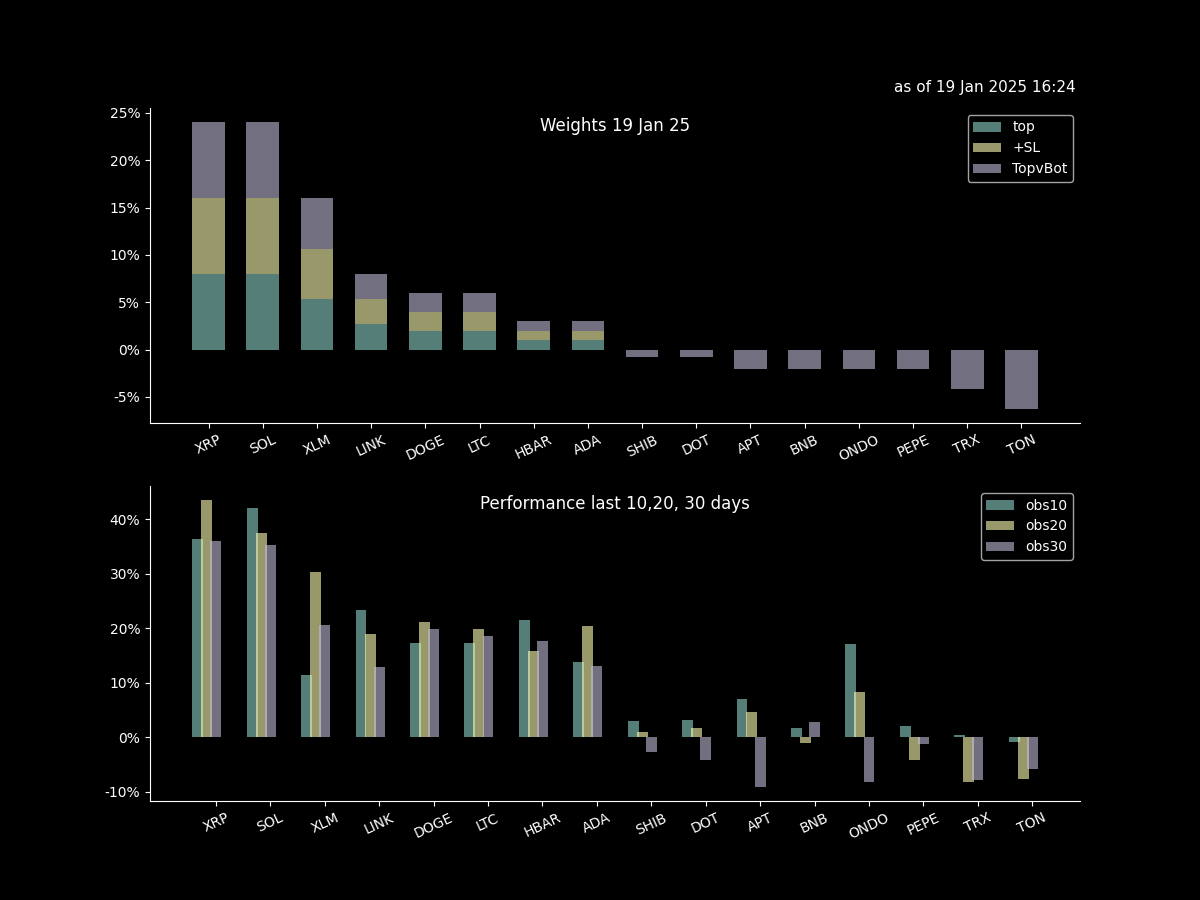 as of 19 Jan 2025 16:24
Weights 19 Jan 25
top
+SL
TopvBot
25%
20%
15%
10%
5%
0%
-5%
XRP SOL XLM LINK DOGE LTC HBAR ADA SHIB DOT APT BNB ONDO PEPE TRX TON
Performance last 10,20, 30 days
obs10
obs20
obs30
40%
30%
20%
10%
0%
-10%
XRP SOL XLM LINK DOGE LTC HBAR ADA SHIB DOT APT BNB ONDO PEPE TRX TON